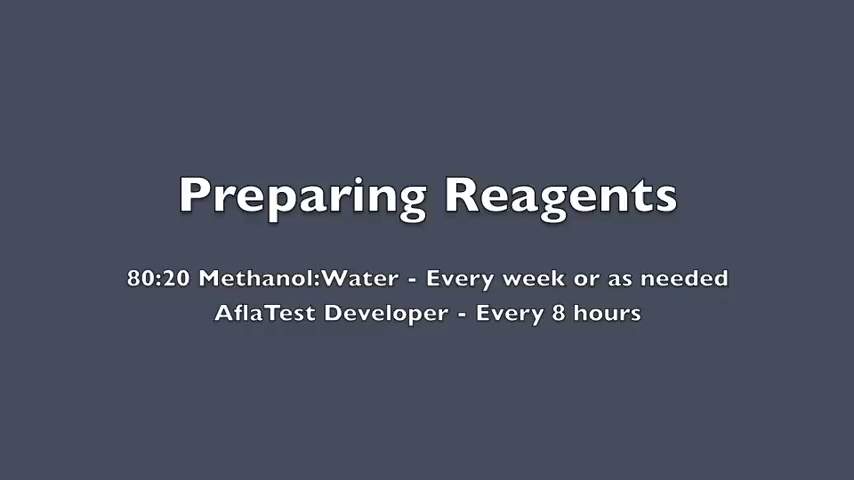 Preparing Reagents
80:20 Methanol:Water - Every week or as needed
AflaTest Developer - Every 8 hours